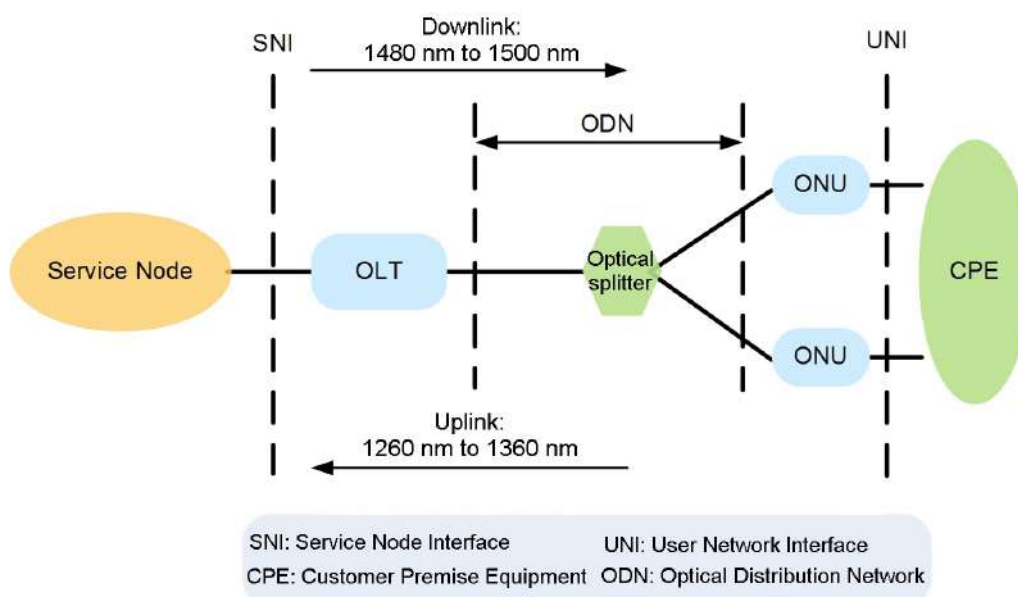 Downlink:
1480 nm to 1500 nm
SNI
UNI
ODN
ONU
Service Node
OLT
Optical
splitter
CPE
ONU
Uplink:
1260 nm to 1360 nm
SNI: Service Node Interface
UNI: User Network Interface
CPE: Customer Premise Equipment
ODN: Optical Distribution Network